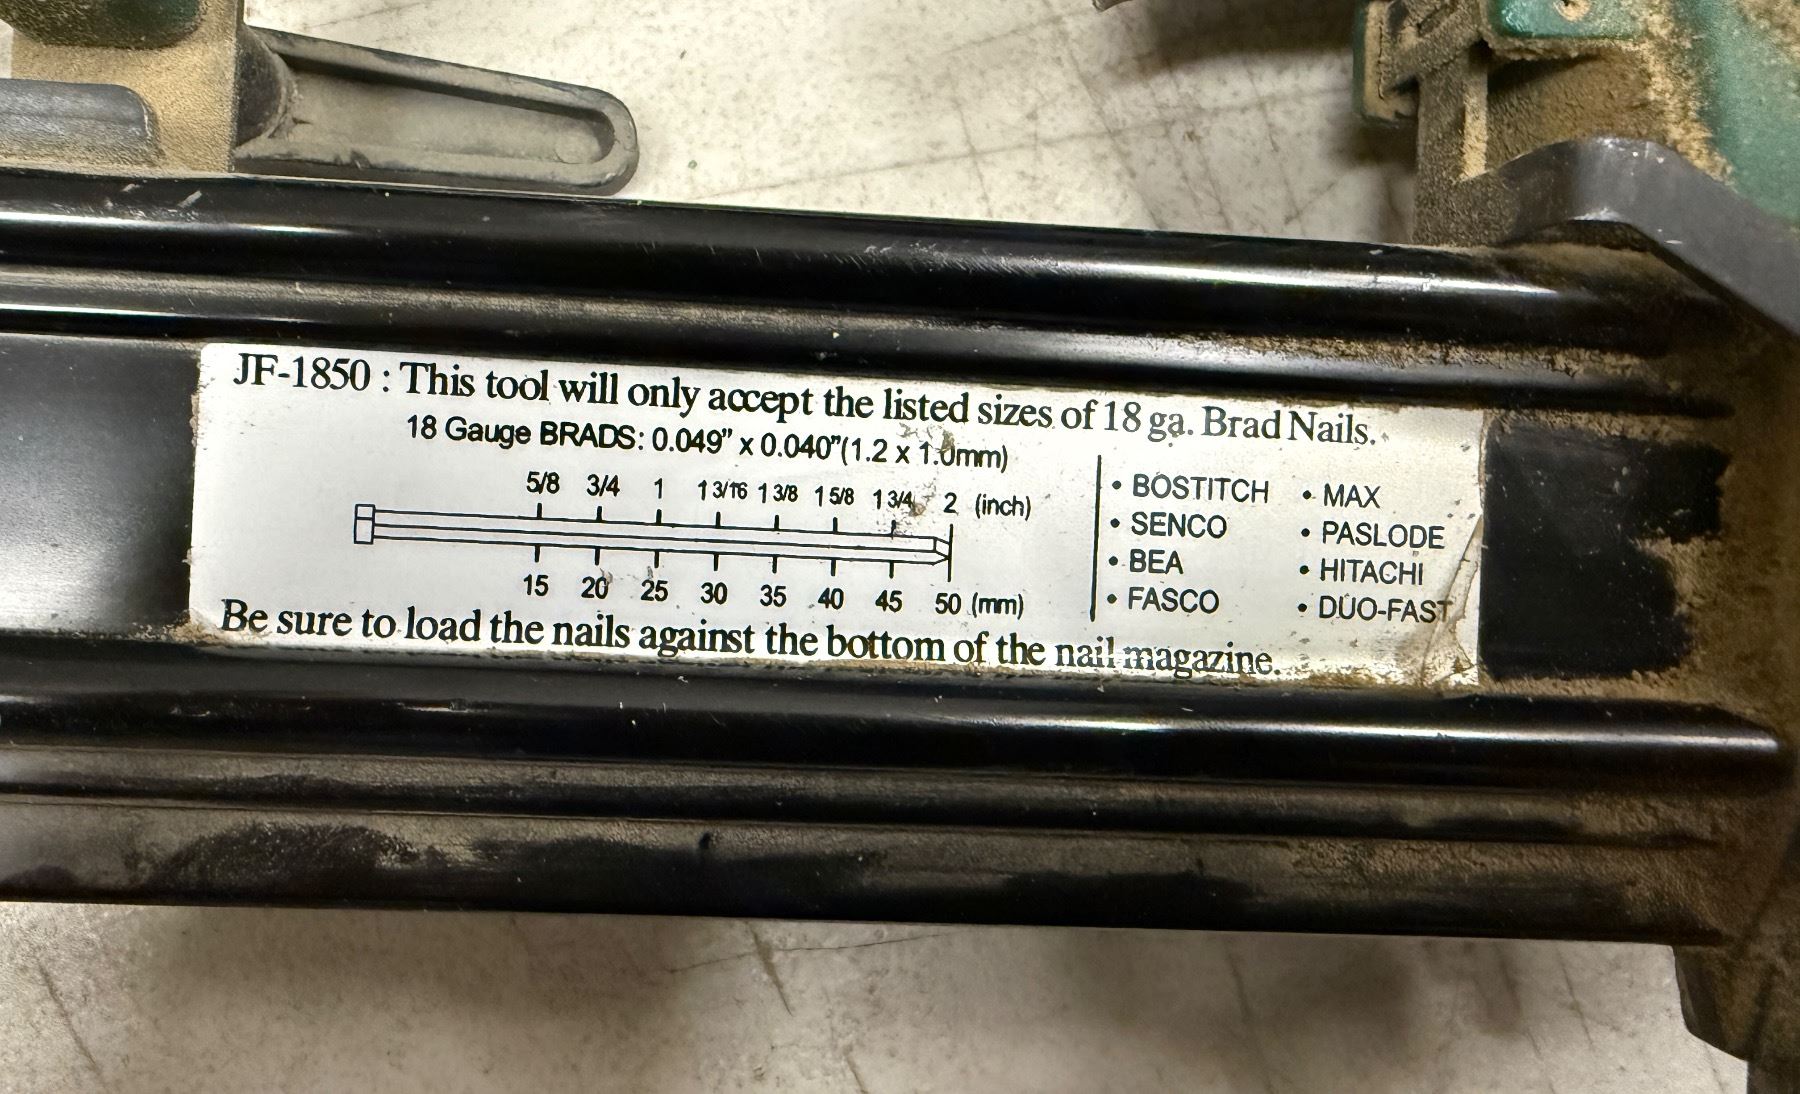 JF-1850 : This tool will only accept the listed sizes of 18 ga. Brad Nails.
18 Gauge BRADS: 0.049" x 0.040"(1.2 x 1.0mm)
5/8 3/4 1 1 3/16 1 3/8 1 5/8 1 3/4 2 (inch)
15 20 25 30 35 40 45 50 (mm)
• BOSTITCH • MAX
• SENCO • PASLODE
• BEA • HITACHI
• FASCO • DUO-FAST
Be sure to load the nails against the bottom of the nail magazine.